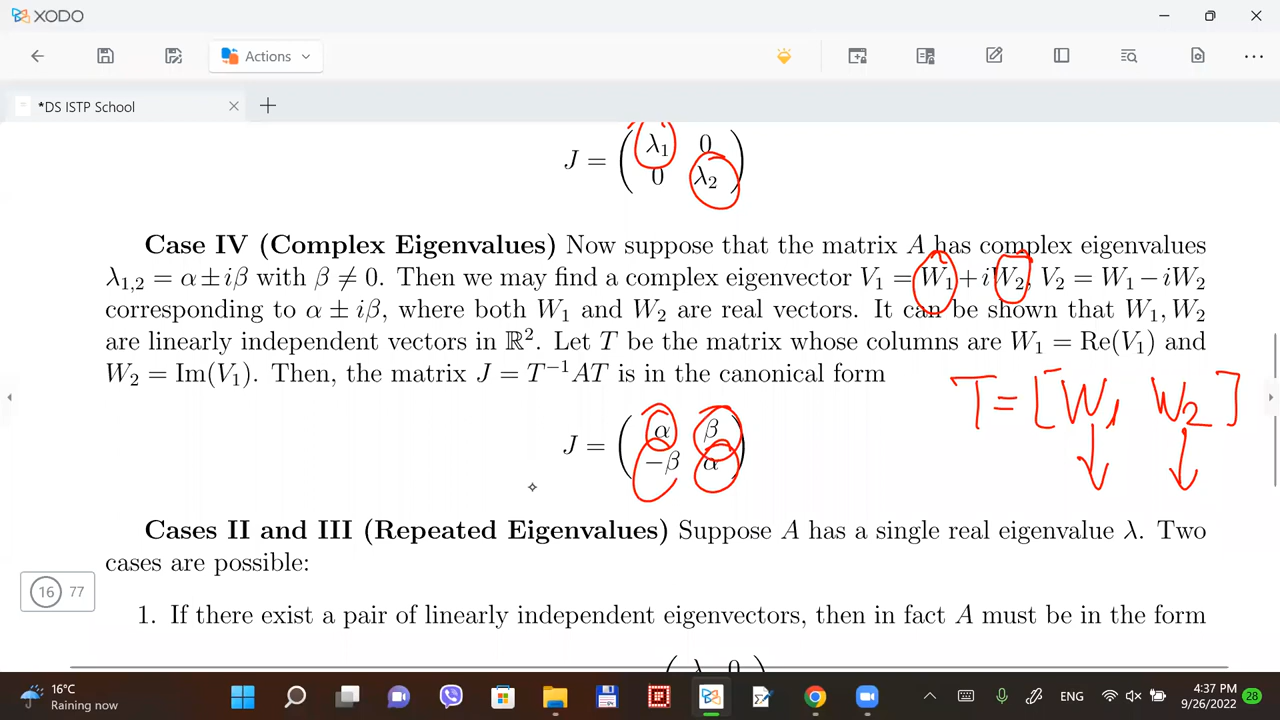 XODO
Actions
*DS ISTP School
J = ( λ₁ 0
0 λ₂ )
Case IV (Complex Eigenvalues) Now suppose that the matrix A has complex eigenvalues
λ₁,₂ = α ± iβ with β ≠ 0. Then we may find a complex eigenvector V₁ = W₁ + iW₂, V₂ = W₁ − iW₂
corresponding to α ± iβ, where both W₁ and W₂ are real vectors. It can be shown that W₁, W₂
are linearly independent vectors in ℝ². Let T be the matrix whose columns are W₁ = Re(V₁) and
W₂ = Im(V₁). Then, the matrix J = T⁻¹AT is in the canonical form
T = [W₁ W₂]
J = ( α β
−β α )
Cases II and III (Repeated Eigenvalues) Suppose A has a single real eigenvalue λ. Two
cases are possible:
16 77
1. If there exist a pair of linearly independent eigenvectors, then in fact A must be in the form
( λ 0 )
16°C
Raining now
ENG
4:37 PM
9/26/2022
28